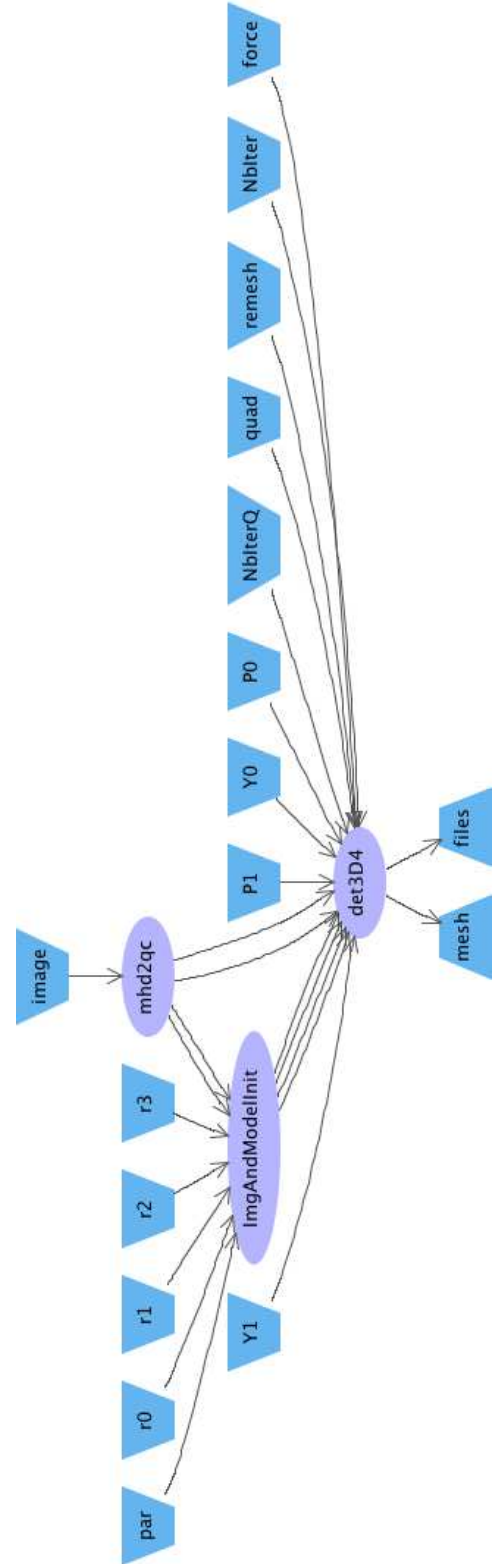 image
par
r0
r1
r2
r3
mhd2qc
Y1
ImgAndModelInit
P1
Y0
P0
NbIterQ
quad
remesh
NbIter
force
det3D4
mesh
files